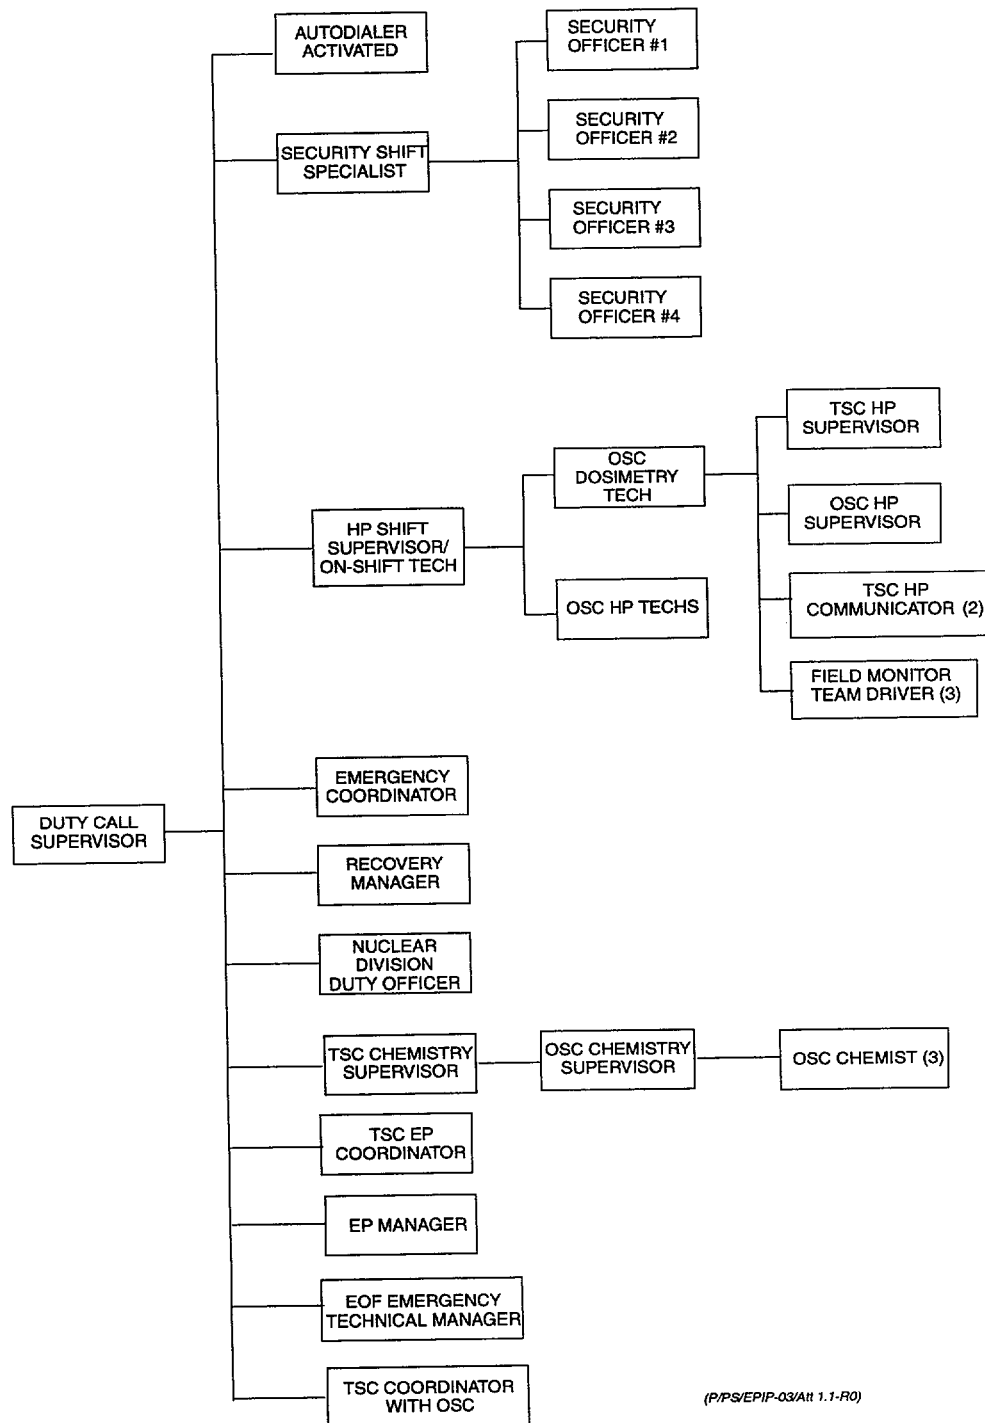 AUTODIALER
ACTIVATED
SECURITY
OFFICER #1
SECURITY
OFFICER #2
SECURITY SHIFT
SPECIALIST
SECURITY
OFFICER #3
SECURITY
OFFICER #4
TSC HP
SUPERVISOR
OSC
DOSIMETRY
TECH
OSC HP
SUPERVISOR
HP SHIFT
SUPERVISOR/
ON-SHIFT TECH
OSC HP TECHS
TSC HP
COMMUNICATOR (2)
FIELD MONITOR
TEAM DRIVER (3)
EMERGENCY
COORDINATOR
DUTY CALL
SUPERVISOR
RECOVERY
MANAGER
NUCLEAR
DIVISION
DUTY OFFICER
TSC CHEMISTRY
SUPERVISOR
OSC CHEMISTRY
SUPERVISOR
OSC CHEMIST (3)
TSC EP
COORDINATOR
EP MANAGER
EOF EMERGENCY
TECHNICAL MANAGER
TSC COORDINATOR
WITH OSC
(P/PS/EPIP-03/Att 1.1-R0)